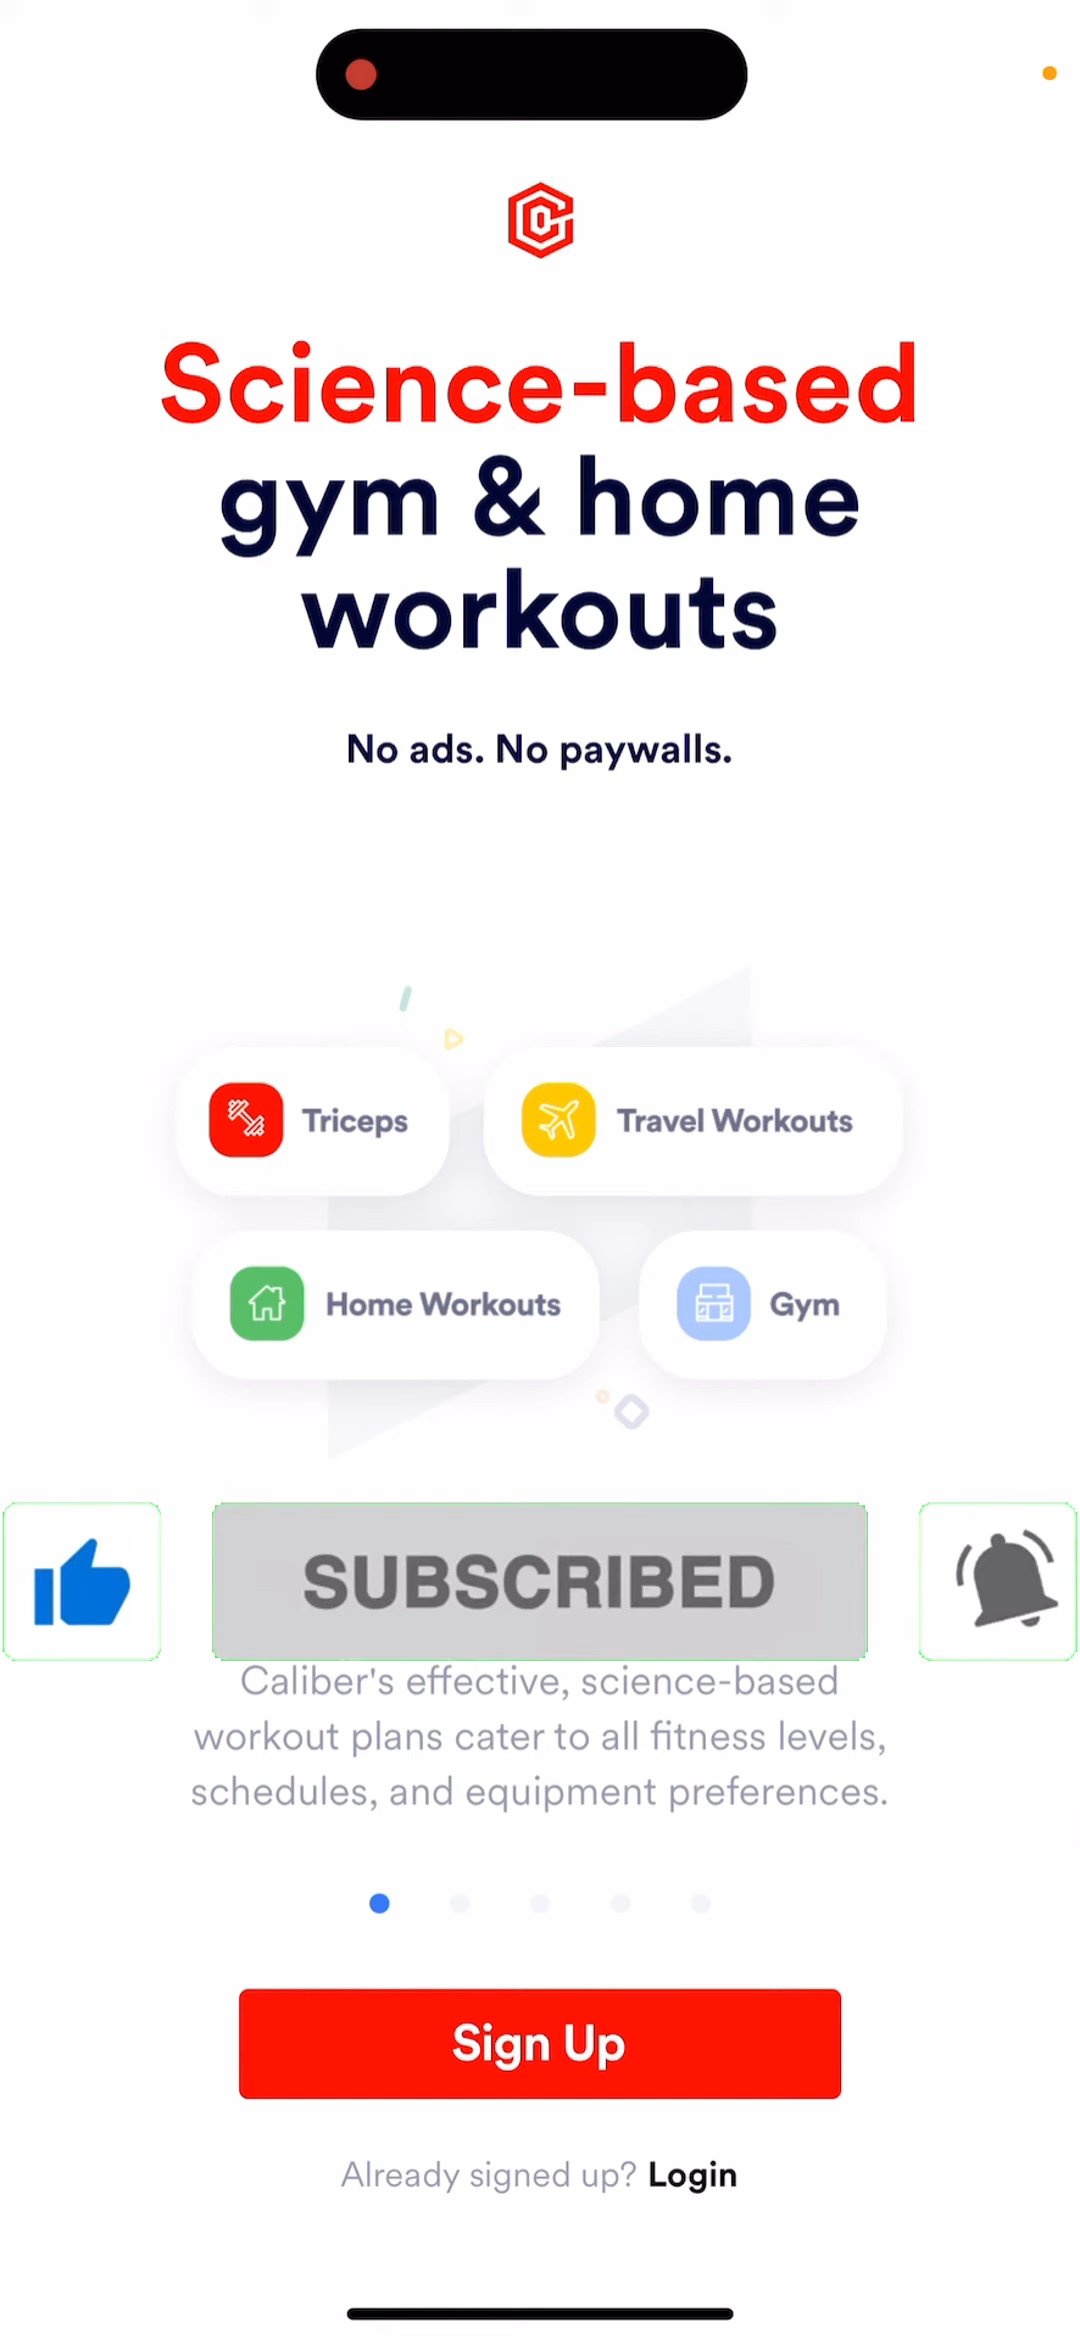 Science-based
gym & home
workouts
No ads. No paywalls.
Triceps
Travel Workouts
Home Workouts
Gym
SUBSCRIBED
Caliber's effective, science-based
workout plans cater to all fitness levels,
schedules, and equipment preferences.
Sign Up
Already signed up? Login